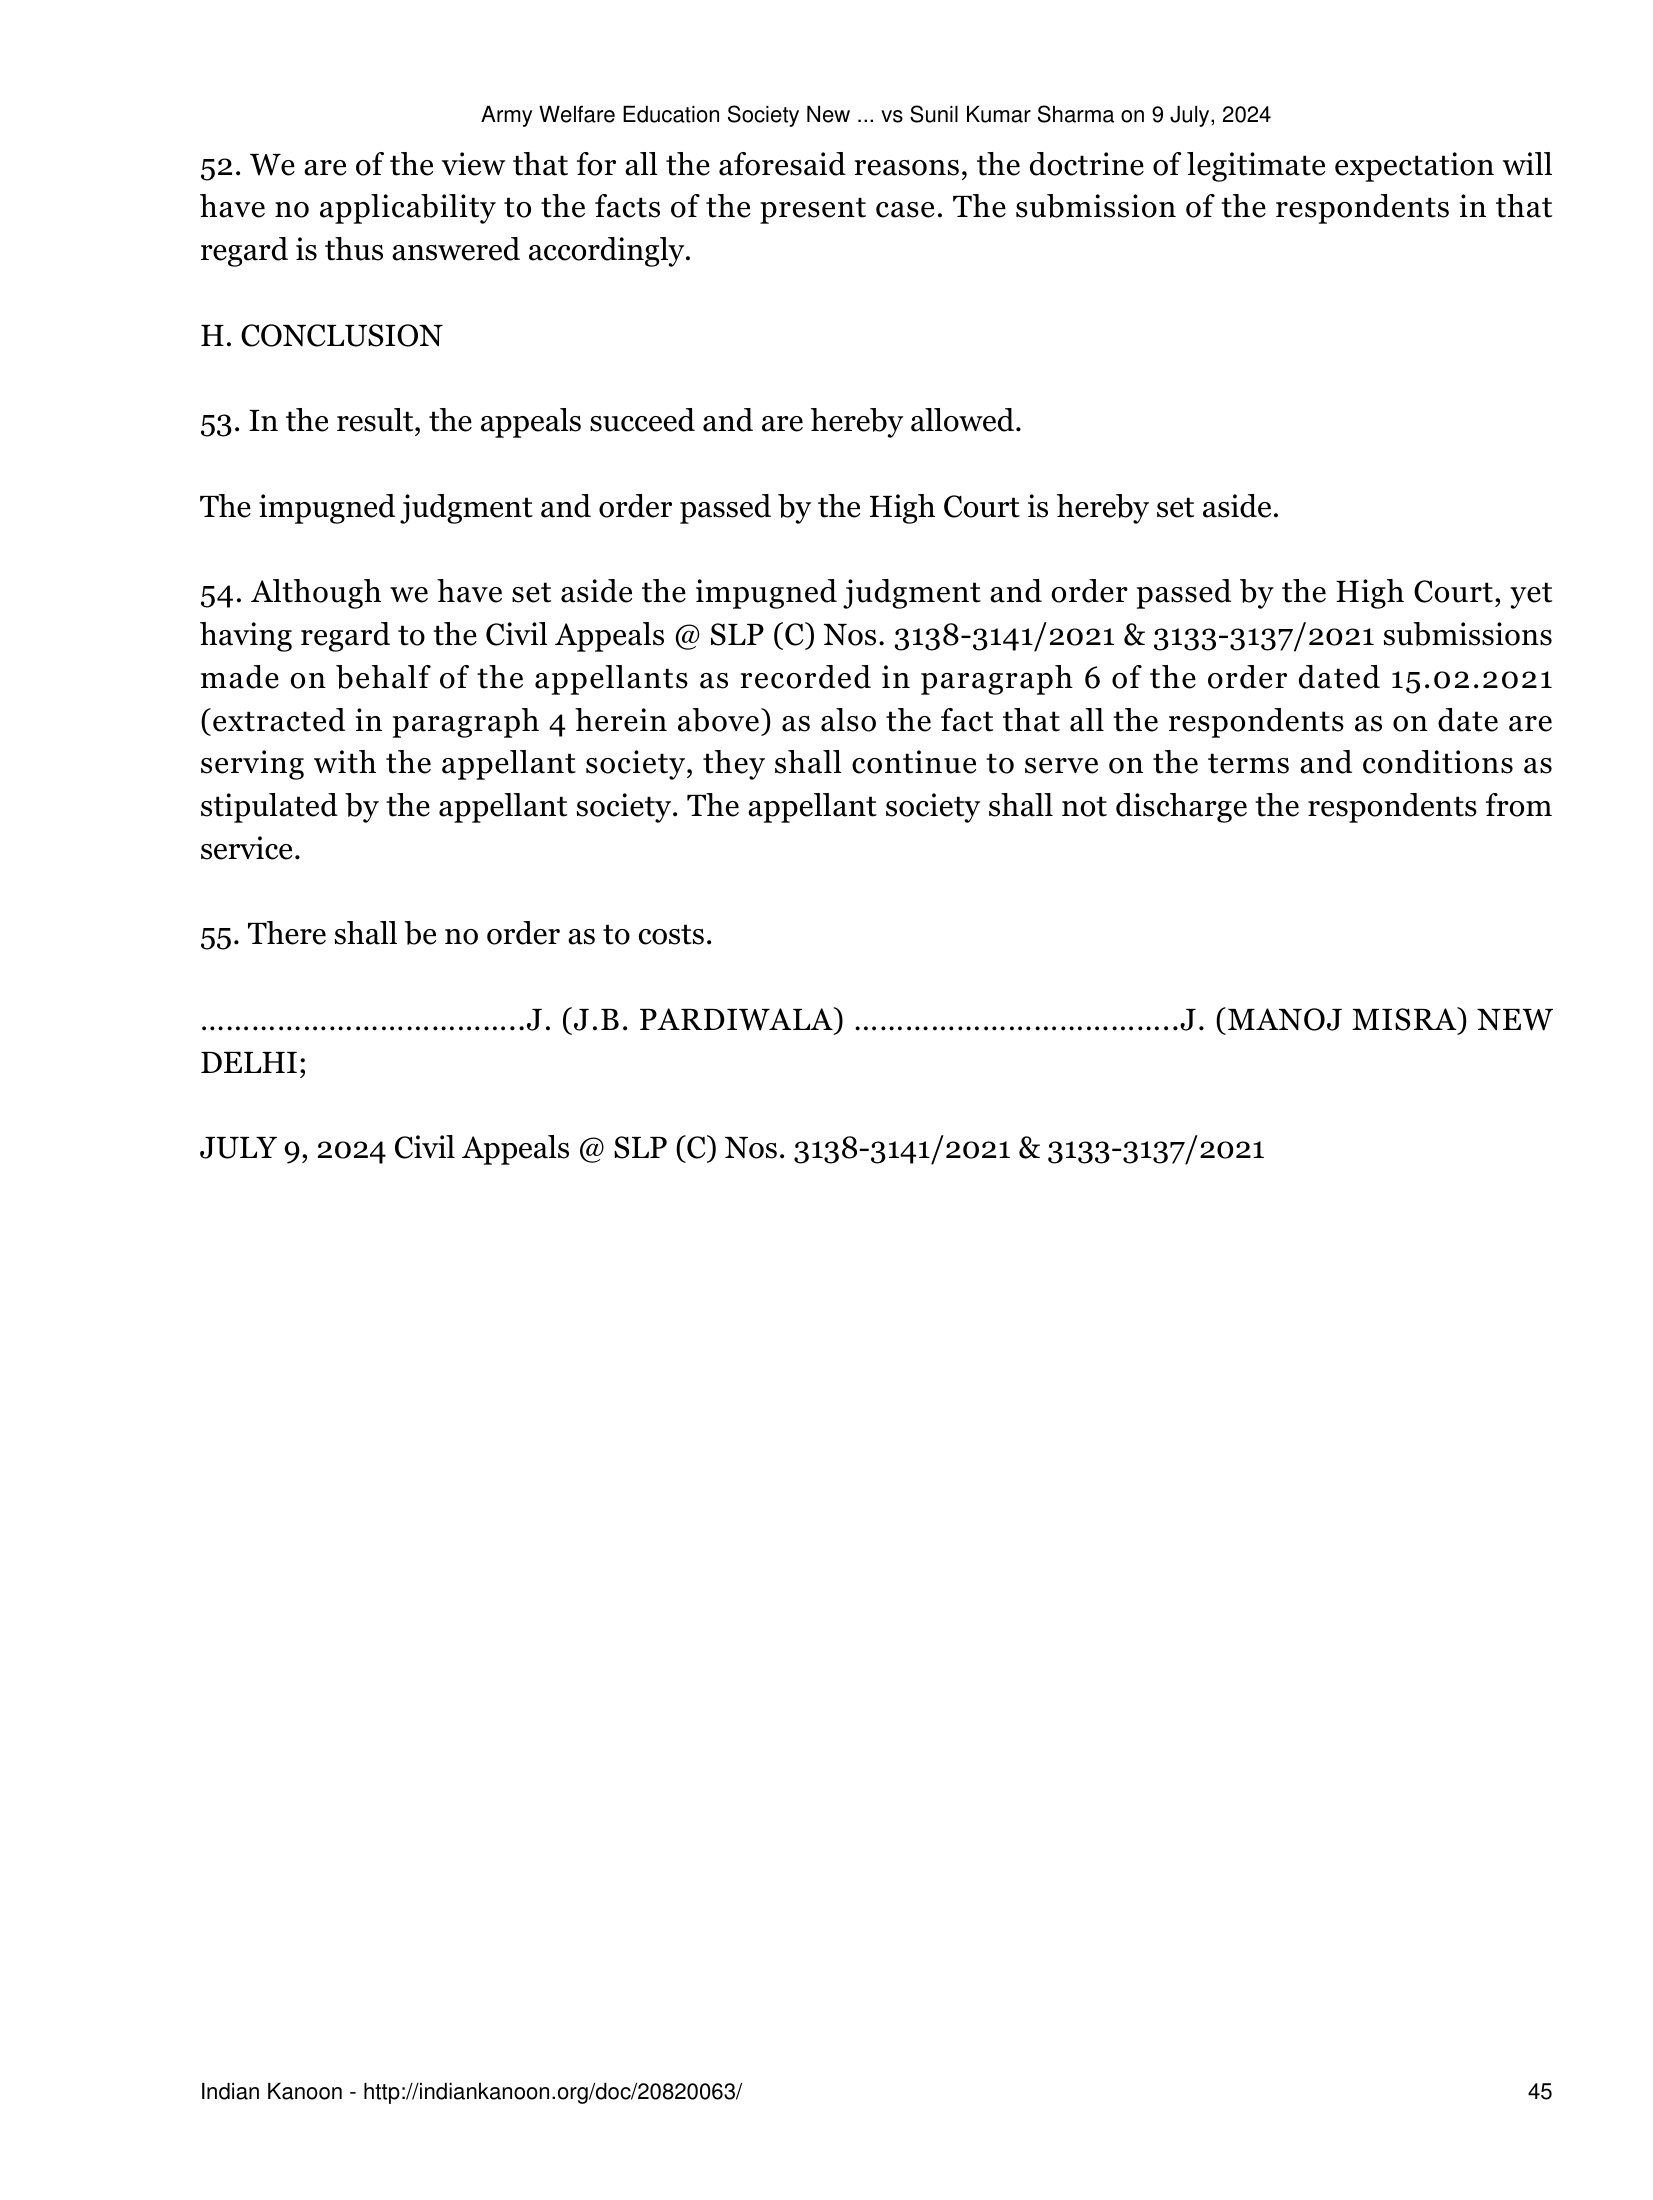 Army Welfare Education Society New ... vs Sunil Kumar Sharma on 9 July, 2024
52. We are of the view that for all the aforesaid reasons, the doctrine of legitimate expectation will
have no applicability to the facts of the present case. The submission of the respondents in that
regard is thus answered accordingly.
H. CONCLUSION
53. In the result, the appeals succeed and are hereby allowed.
The impugned judgment and order passed by the High Court is hereby set aside.
54. Although we have set aside the impugned judgment and order passed by the High Court, yet
having regard to the Civil Appeals @ SLP (C) Nos. 3138-3141/2021 & 3133-3137/2021 submissions
made on behalf of the appellants as recorded in paragraph 6 of the order dated 15.02.2021
(extracted in paragraph 4 herein above) as also the fact that all the respondents as on date are
serving with the appellant society, they shall continue to serve on the terms and conditions as
stipulated by the appellant society. The appellant society shall not discharge the respondents from
service.
55. There shall be no order as to costs.
......................................J. (J.B. PARDIWALA) ......................................J. (MANOJ MISRA) NEW
DELHI;
JULY 9, 2024 Civil Appeals @ SLP (C) Nos. 3138-3141/2021 & 3133-3137/2021
Indian Kanoon - http://indiankanoon.org/doc/20820063/ 45